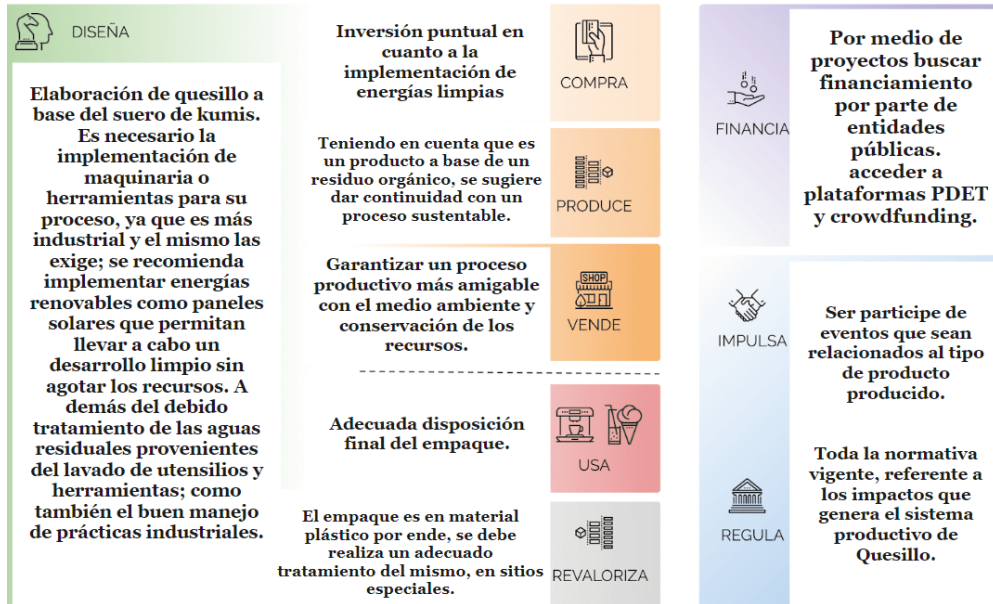 DISEÑA
Elaboración de quesillo a
base del suero de kumis.
Es necesario la
implementación de
maquinaria o
herramientas para su
proceso, ya que es más
industrial y el mismo las
exige; se recomienda
implementar energías
renovables como paneles
solares que permitan
llevar a cabo un
desarrollo limpio sin
agotar los recursos. A
demás del debido
tratamiento de las aguas
residuales provenientes
del lavado de utensilios y
herramientas; como
también el buen manejo
de prácticas industriales.
Inversión puntual en
cuanto a la
implementación de
energías limpias
COMPRA
Teniendo en cuenta que es
un producto a base de un
residuo orgánico, se sugiere
dar continuidad con un
proceso sustentable.
PRODUCE
Garantizar un proceso
productivo más amigable
con el medio ambiente y
conservación de los
recursos.
SHOP
VENDE
Adecuada disposición
final del empaque.
USA
El empaque es en material
plástico por ende, se debe
realiza un adecuado
tratamiento del mismo, en sitios
especiales.
REVALORIZA
FINANCIA
Por medio de
proyectos buscar
financiamiento
por parte de
entidades
públicas.
acceder a
plataformas PDET
y crowdfunding.
IMPULSA
Ser participe de
eventos que sean
relacionados al tipo
de producto
producido.
REGULA
Toda la normativa
vigente, referente a
los impactos que
genera el sistema
productivo de
Quesillo.